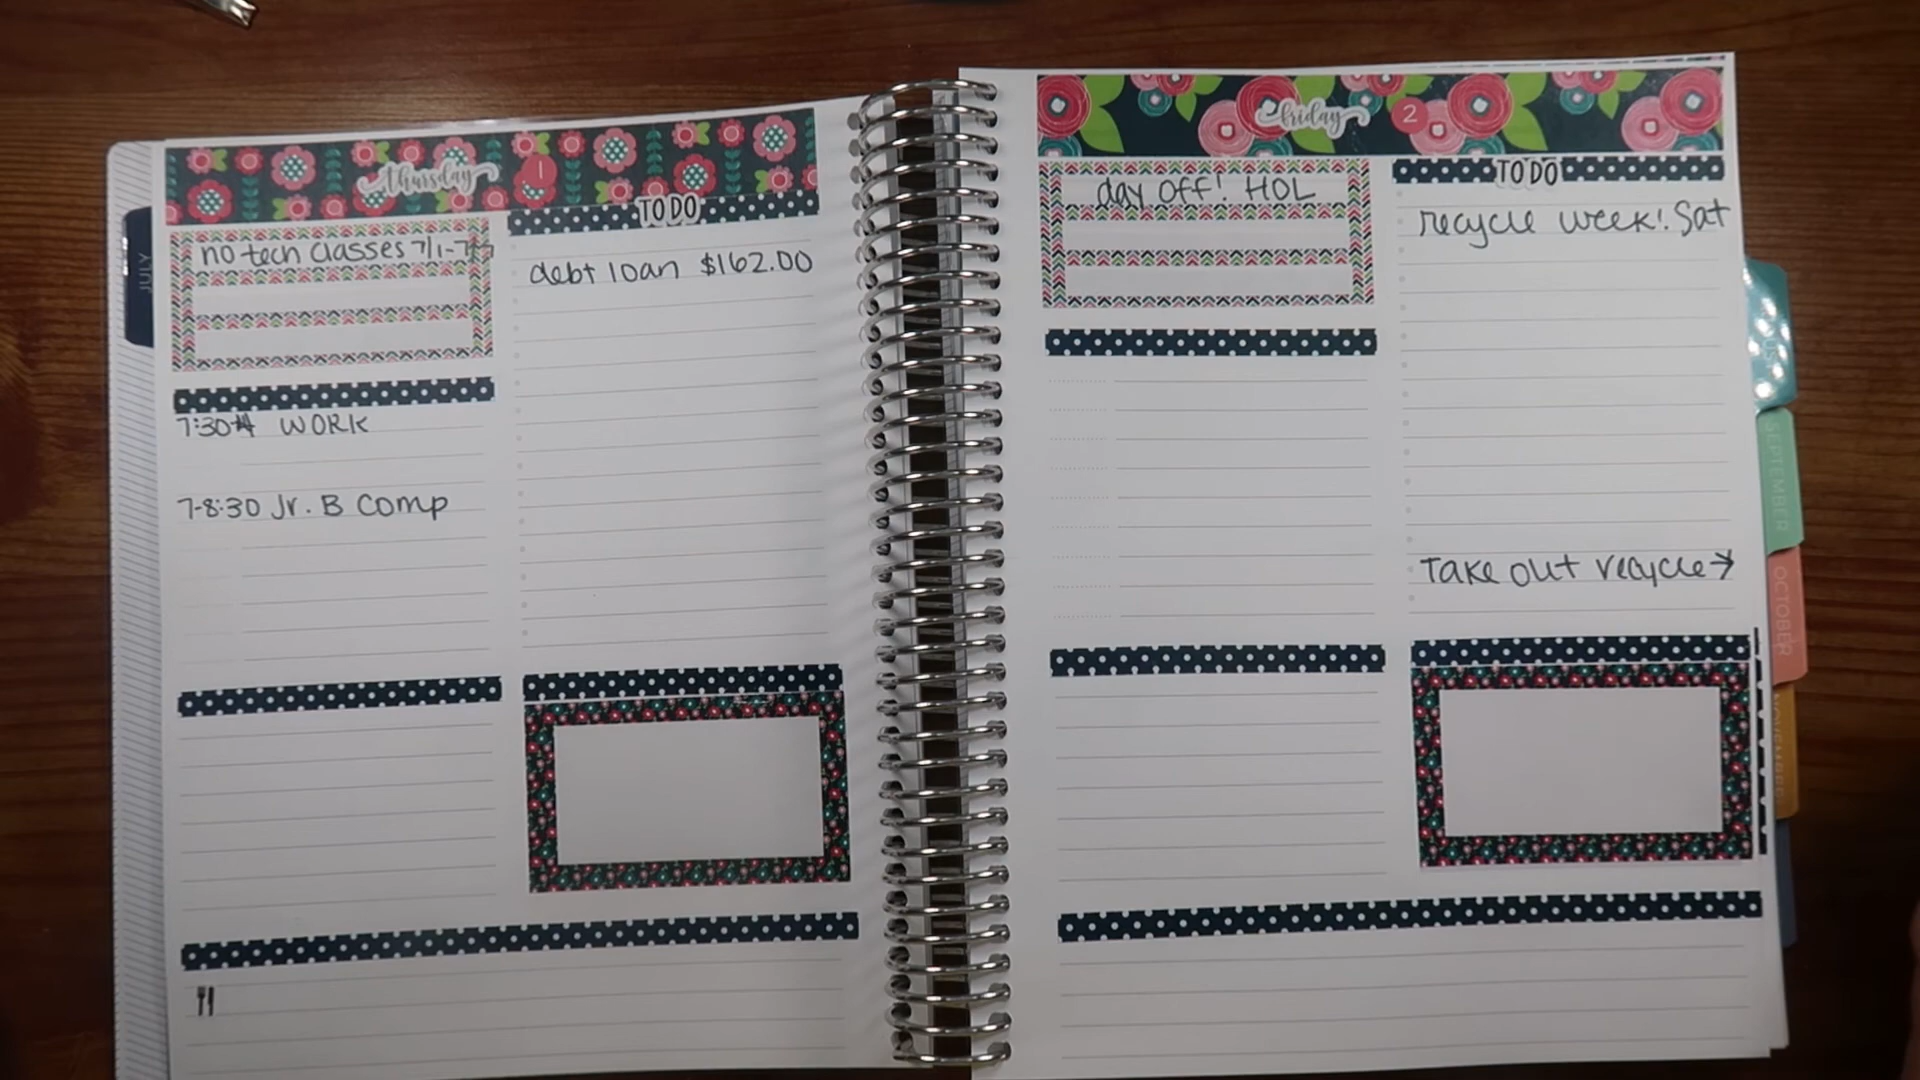 thursday 1
TO DO
no tech classes 7/1-7/
debt loan $162.00
7:30-4 WORK
7-8:30 Jr. B Comp
JULY
friday 2
TO DO
day off! HOL
recycle week! Sat
Take out recycle→
SEPTEMBER
OCTOBER
NOVEMBER